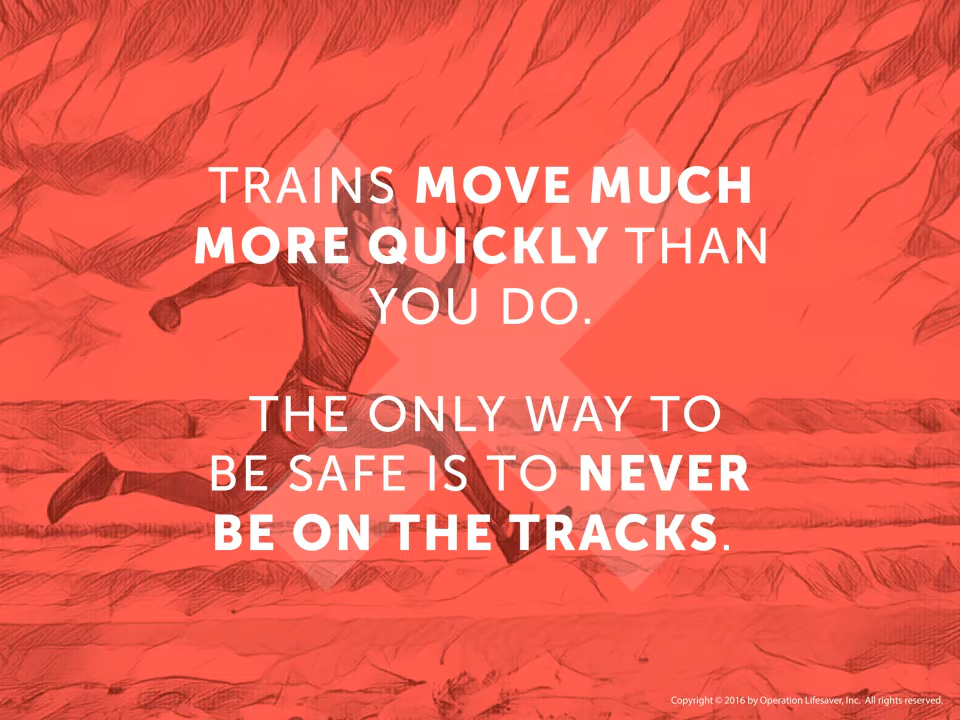 TRAINS MOVE MUCH
MORE QUICKLY THAN
YOU DO.
THE ONLY WAY TO
BE SAFE IS TO NEVER
BE ON THE TRACKS.
Copyright © 2016 by Operation Lifesaver, Inc. All rights reserved.